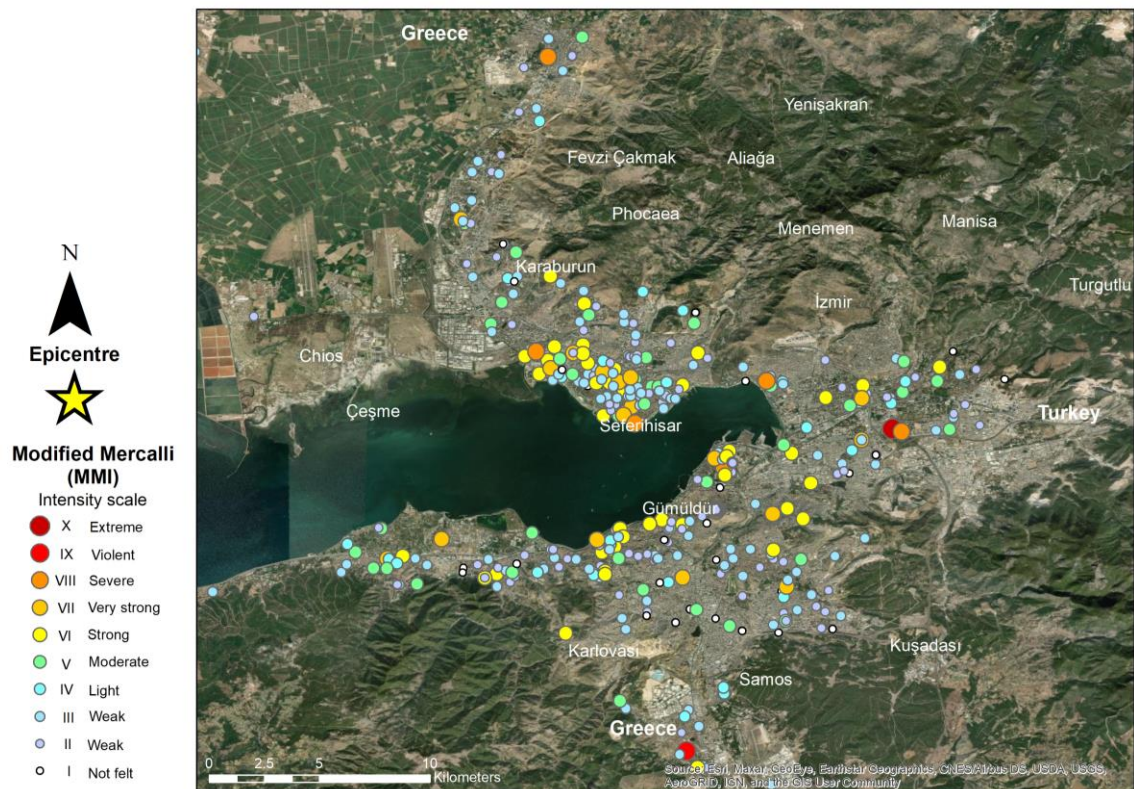 N
Epicentre
Modified Mercalli
(MMI)
Intensity scale
X Extreme
IX Violent
VIII Severe
VII Very strong
VI Strong
V Moderate
IV Light
III Weak
II Weak
I Not felt
Greece
Yenişakran
Fevzi Çakmak
Aliağa
Phocaea
Menemen
Manisa
Karaburun
Turgutlu
İzmir
Chios
Çeşme
Seferihisar
Turkey
Gümüldür
Karlovasi
Kuşadası
Samos
Greece
0 2.5 5 10
Kilometers
Source: Esri, Maxar, GeoEye, Earthstar Geographics, CNES/Airbus DS, USDA, USGS,
AeroGRID, IGN, and the GIS User Community